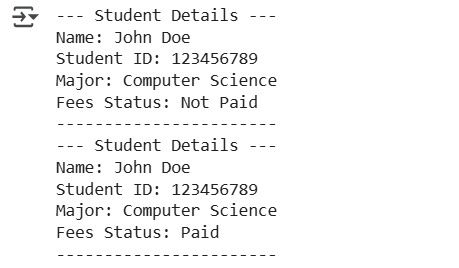 --- Student Details ---
Name: John Doe
Student ID: 123456789
Major: Computer Science
Fees Status: Not Paid
-----------------------
--- Student Details ---
Name: John Doe
Student ID: 123456789
Major: Computer Science
Fees Status: Paid
-----------------------